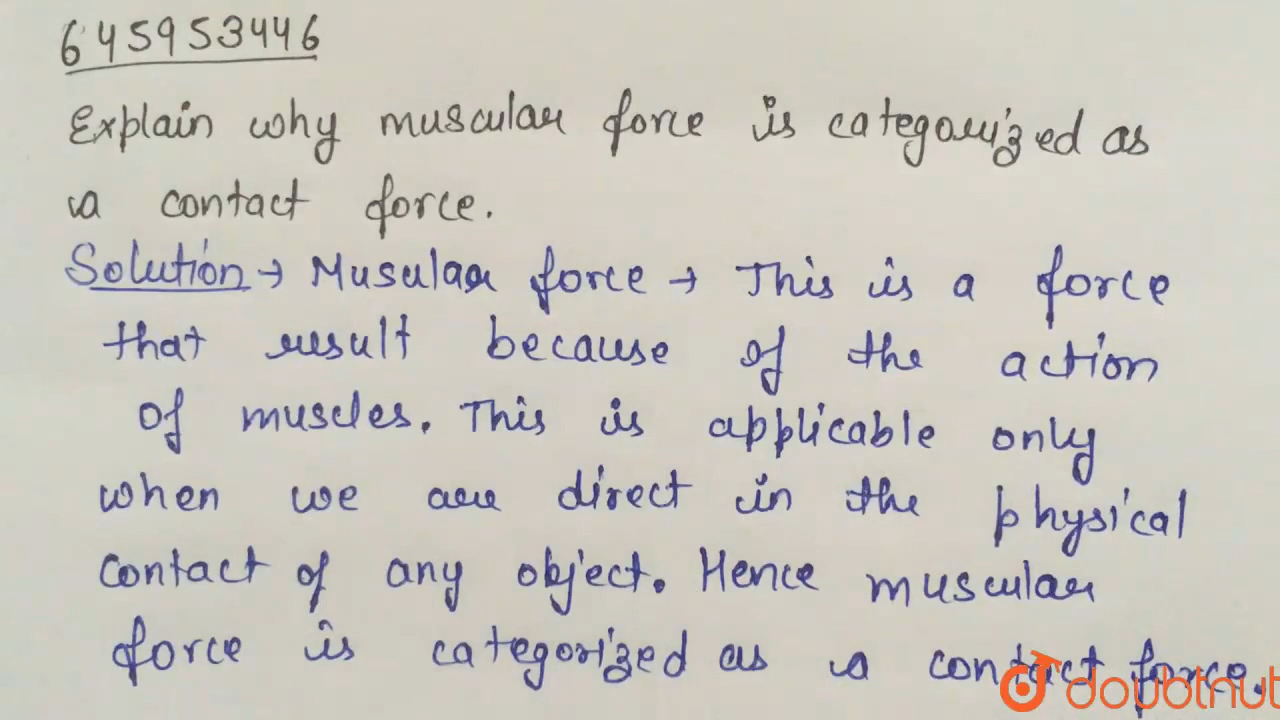 645953446
Explain why muscular force is categorized as
a contact force.
Solution → Musular force → This is a force
that result because of the action
of muscles. This is applicable only
when we are direct in the physical
contact of any object. Hence muscular
force is categorized as a contact force.
doubtnut